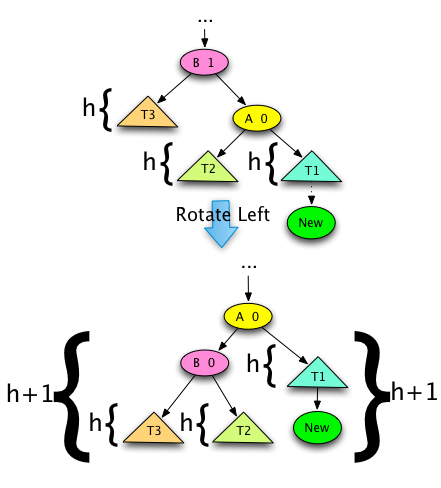 ...
B 1
h{ T3
A 0
h{ T2 h{ T1
Rotate Left New
...
A 0
B 0 h{ T1
h+1 { } h+1
h{ T3 h{ T2 New